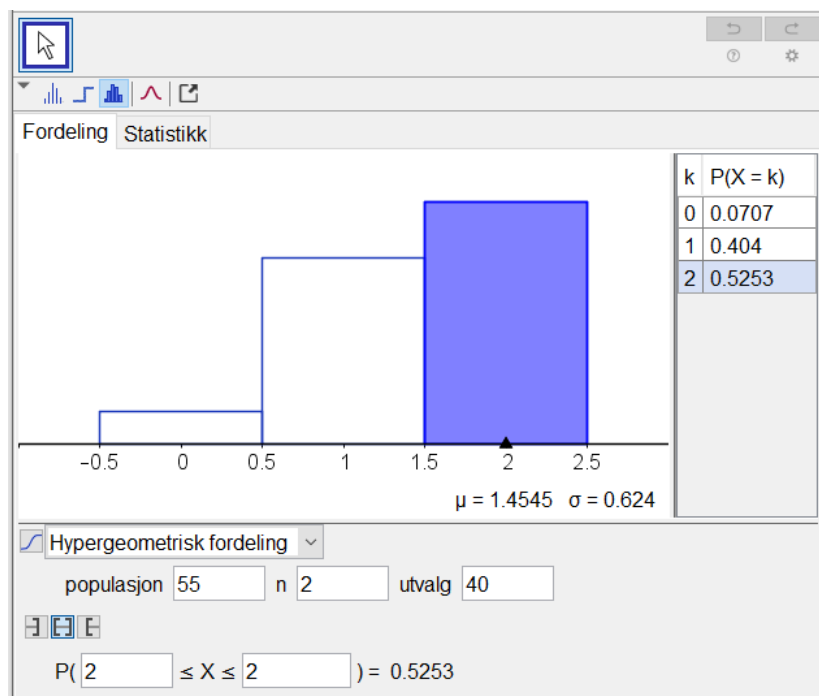 Fordeling Statistikk
k P(X = k)
0 0.0707
1 0.404
2 0.5253
−0.5 0 0.5 1 1.5 2 2.5
μ = 1.4545 σ = 0.624
Hypergeometrisk fordeling
populasjon 55 n 2 utvalg 40
P( 2 ≤ X ≤ 2 ) = 0.5253